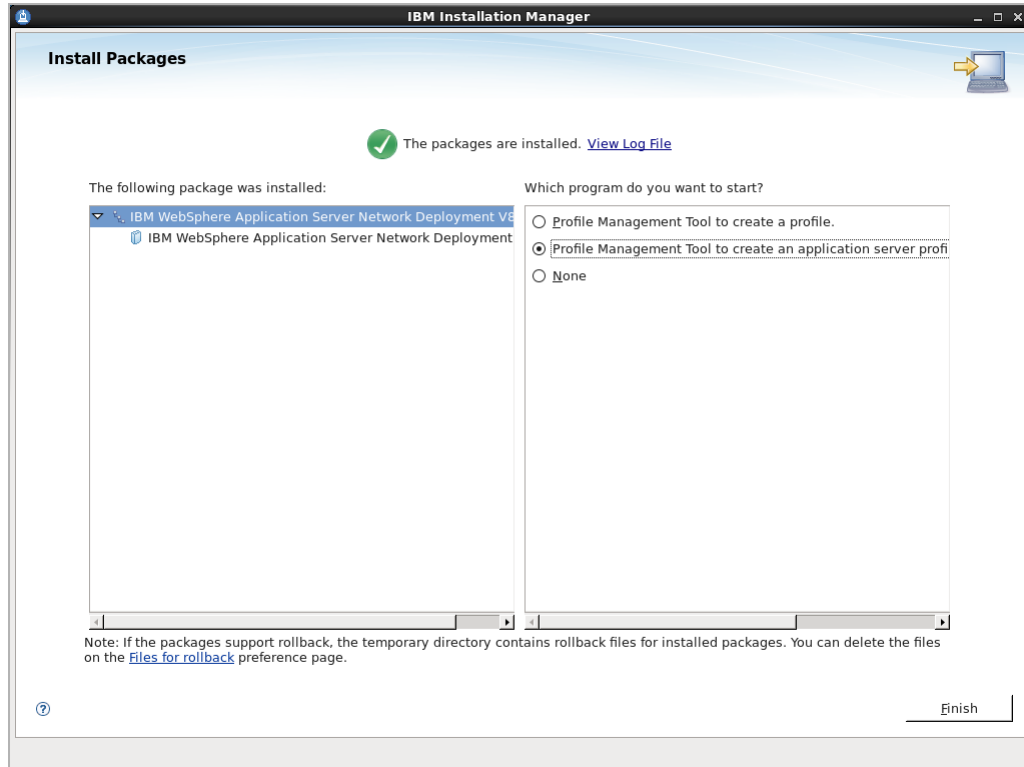 IBM Installation Manager
Install Packages
The packages are installed. View Log File
The following package was installed:
IBM WebSphere Application Server Network Deployment V8
IBM WebSphere Application Server Network Deployment
Which program do you want to start?
Profile Management Tool to create a profile.
Profile Management Tool to create an application server profi
None
Note: If the packages support rollback, the temporary directory contains rollback files for installed packages. You can delete the files
on the Files for rollback preference page.
?
Finish